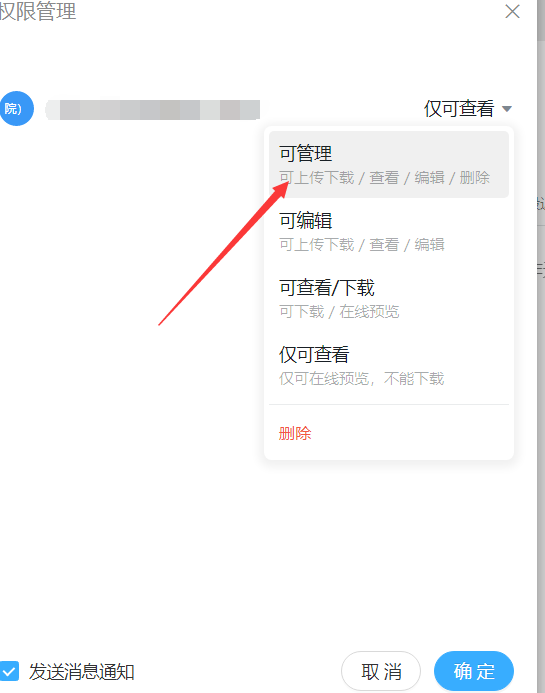 权限管理
院）
仅可查看
可管理
可上传下载 / 查看 / 编辑 / 删除
可编辑
可上传下载 / 查看 / 编辑
可查看/下载
可下载 / 在线预览
仅可查看
仅可在线预览，不能下载
删除
发送消息通知
取 消
确 定